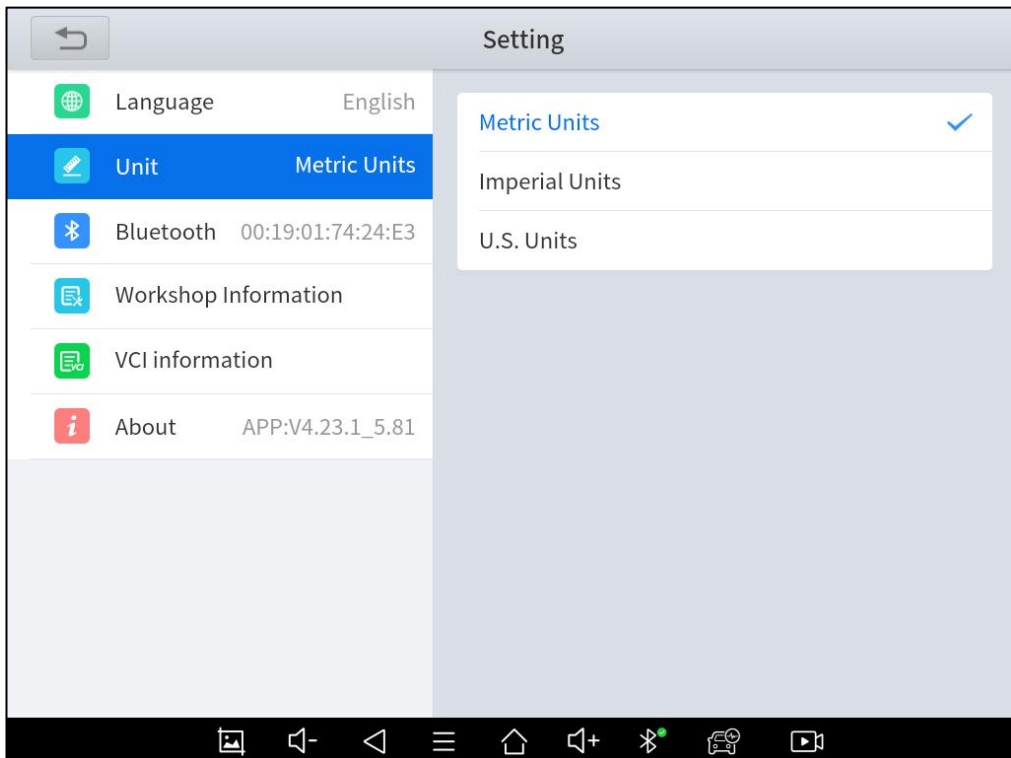 Setting
Language English
Unit Metric Units
Bluetooth 00:19:01:74:24:E3
Workshop Information
VCI information
About APP:V4.23.1_5.81
Metric Units
Imperial Units
U.S. Units